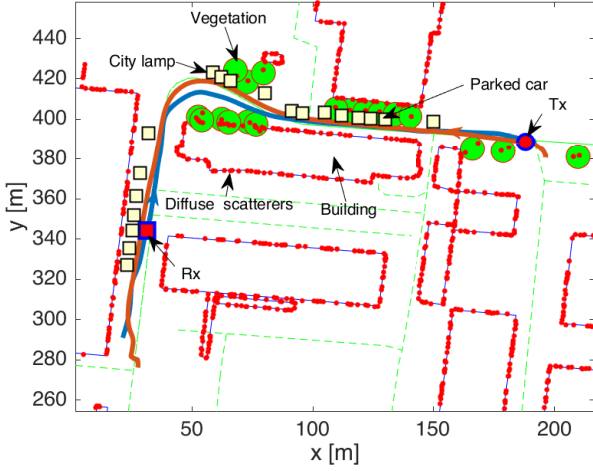 Vegetation
City lamp
Parked car
Tx
Diffuse scatterers
Building
Rx
440
420
400
380
360
340
320
300
280
260
y [m]
50
100
150
200
x [m]